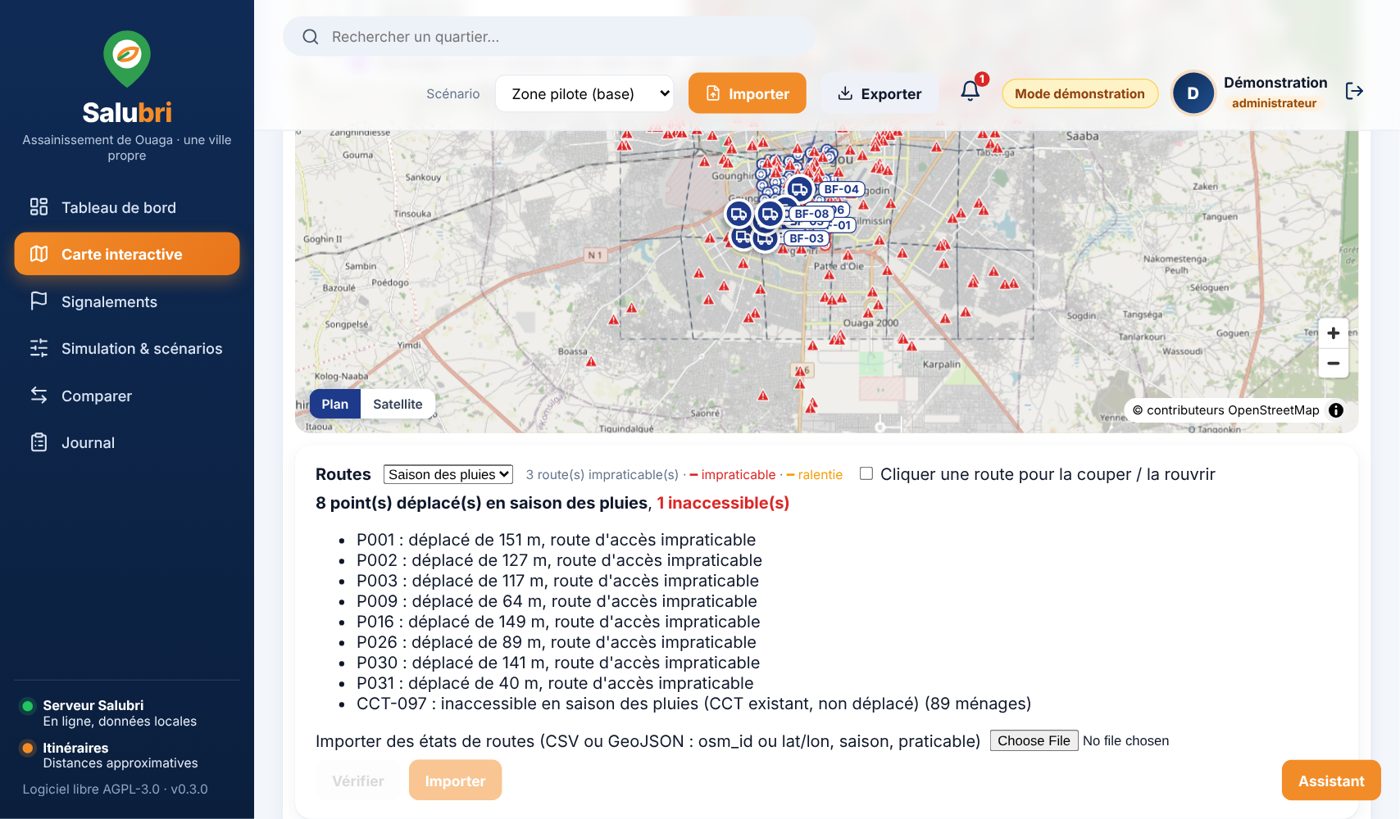 Salubri
Assainissement de Ouaga · une ville
propre
Tableau de bord
Carte interactive
Signalements
Simulation & scénarios
Comparer
Journal
Serveur Salubri
En ligne, données locales
Itinéraires
Distances approximatives
Logiciel libre AGPL-3.0 · v0.3.0
Rechercher un quartier...
Scénario
Zone pilote (base)
Importer
Exporter
1
Mode démonstration
D
Démonstration
administrateur
Zanghnindiesse
Gouma
Sankouy
Tinsouka
Goghin II
Sambin
Bazoulé
Poédogo
Songpelsé
Yimdi
Kolog-Naaba
Itaoua
Boassa
Saonré
Tiguindalgué
N 1
Gounghin
BF-04
BF-08
BF-03
Patte d'Oie
Ouaga 2000
Karpalin
Saaba
Zaken
Tanguen
Nakomestenga
Peulh
Séloghen
Dongssin
Tangséga
Tanlarkonghin
Goguen
Wassoudi
Plan
Satellite
+
−
© contributeurs OpenStreetMap
Routes
Saison des pluies
3 route(s) impraticable(s) · impraticable · ralentie
Cliquer une route pour la couper / la rouvrir
8 point(s) déplacé(s) en saison des pluies, 1 inaccessible(s)
• P001 : déplacé de 151 m, route d'accès impraticable
• P002 : déplacé de 127 m, route d'accès impraticable
• P003 : déplacé de 117 m, route d'accès impraticable
• P009 : déplacé de 64 m, route d'accès impraticable
• P016 : déplacé de 149 m, route d'accès impraticable
• P026 : déplacé de 89 m, route d'accès impraticable
• P030 : déplacé de 141 m, route d'accès impraticable
• P031 : déplacé de 40 m, route d'accès impraticable
• CCT-097 : inaccessible en saison des pluies (CCT existant, non déplacé) (89 ménages)
Importer des états de routes (CSV ou GeoJSON : osm_id ou lat/lon, saison, praticable)
Choose File No file chosen
Vérifier
Importer
Assistant